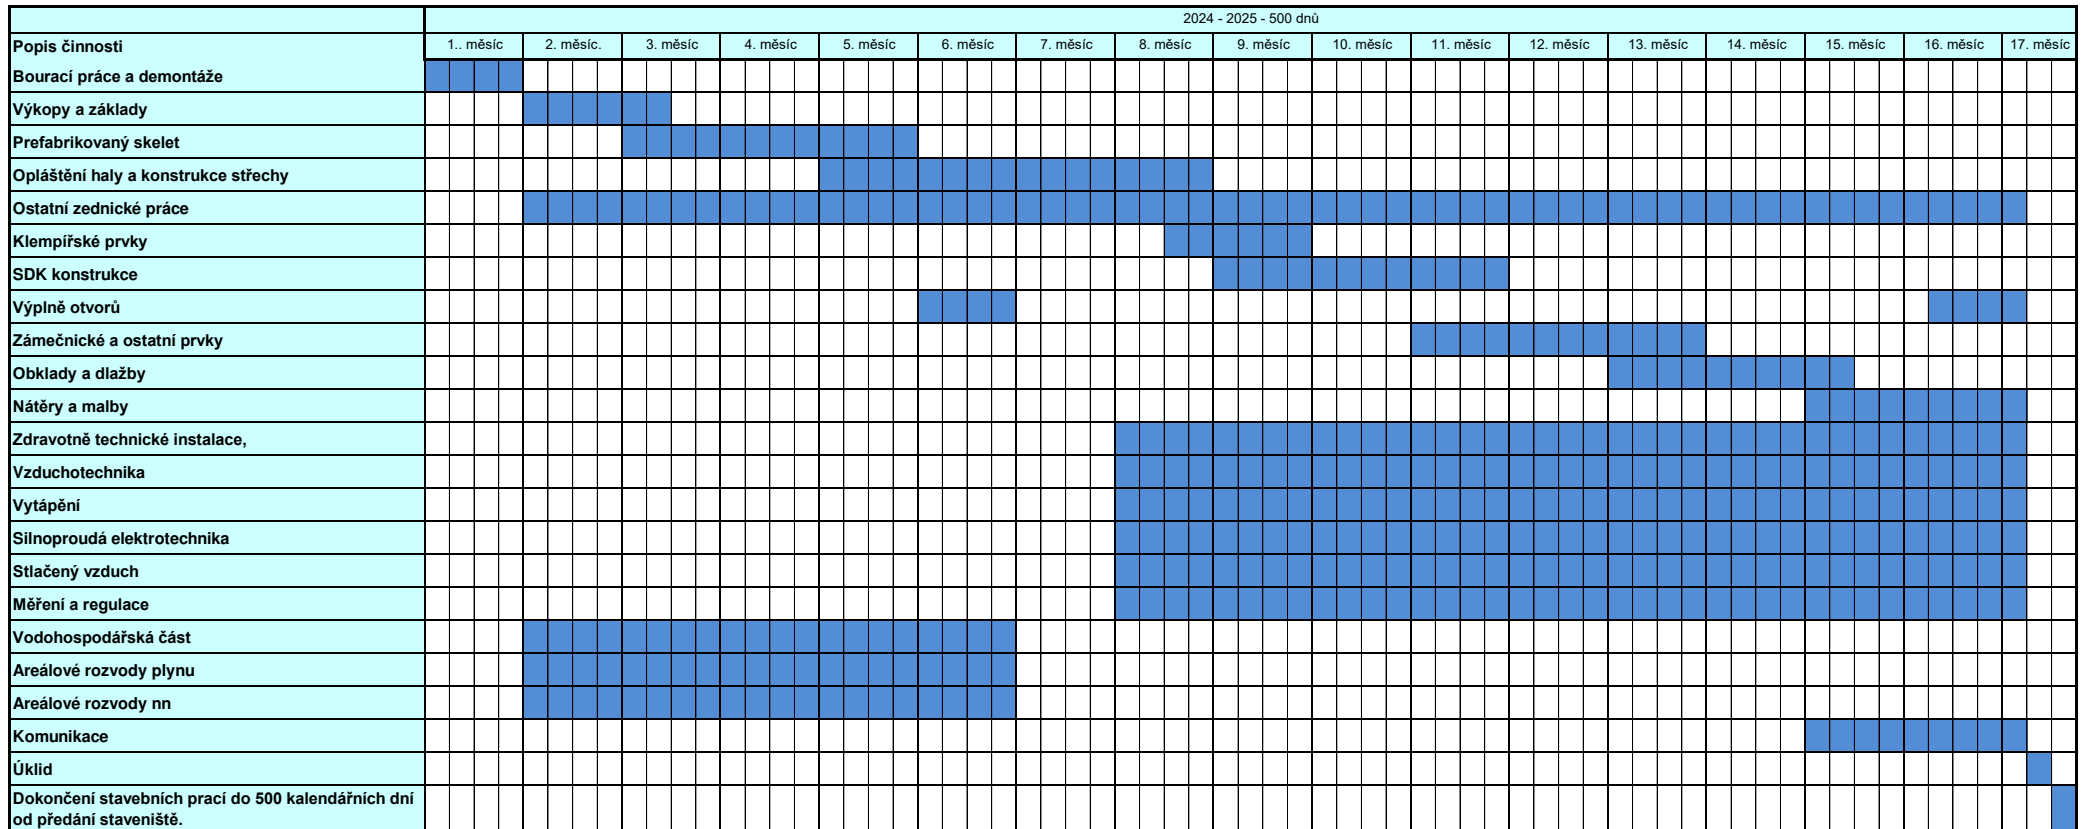 2024 - 2025 - 500 dnů
Popis činnosti 1.. měsíc 2. měsíc. 3. měsíc 4. měsíc 5. měsíc 6. měsíc 7. měsíc 8. měsíc 9. měsíc 10. měsíc 11. měsíc 12. měsíc 13. měsíc 14. měsíc 15. měsíc 16. měsíc 17. měsíc
Bourací práce a demontáže
Výkopy a základy
Prefabrikovaný skelet
Opláštění haly a konstrukce střechy
Ostatní zednické práce
Klempířské prvky
SDK konstrukce
Výplně otvorů
Zámečnické a ostatní prvky
Obklady a dlažby
Nátěry a malby
Zdravotně technické instalace,
Vzduchotechnika
Vytápění
Silnoproudá elektrotechnika
Stlačený vzduch
Měření a regulace
Vodohospodářská část
Areálové rozvody plynu
Areálové rozvody nn
Komunikace
Úklid
Dokončení stavebních prací do 500 kalendářních dní
od předání staveniště.